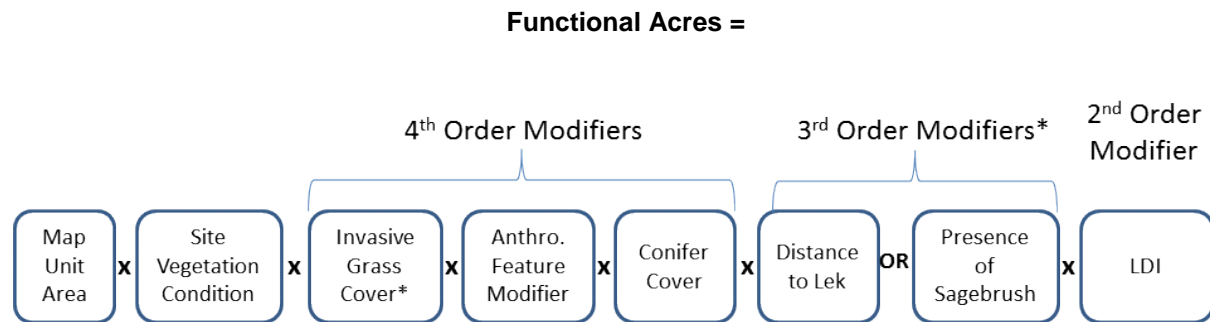 Functional Acres =
4th Order Modifiers
3rd Order Modifiers*
2nd Order
Modifier
Map
Unit
Area
x
Site
Vegetation
Condition
x
Invasive
Grass
Cover*
x
Anthro.
Feature
Modifier
x
Conifer
Cover
x
Distance
to Lek
OR
Presence
of
Sagebrush
x
LDI